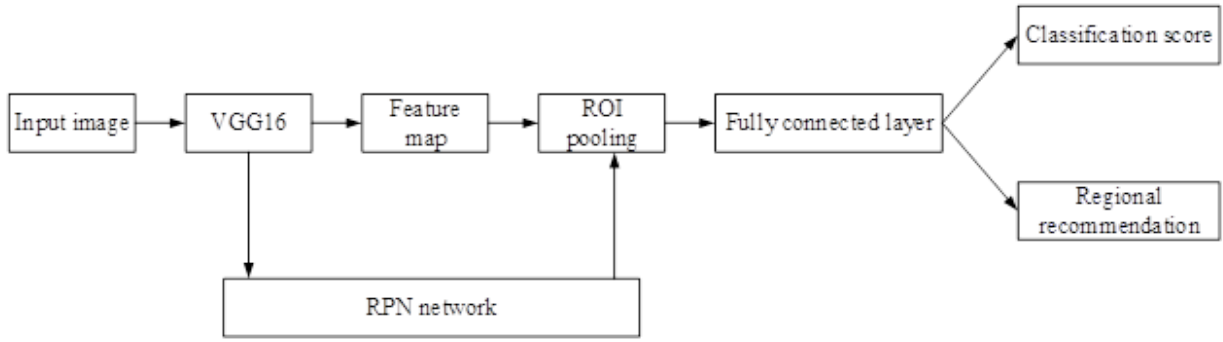 Classification score
Input image
VGG16
Feature
map
ROI
pooling
Fully connected layer
Regional
recommendation
RPN network